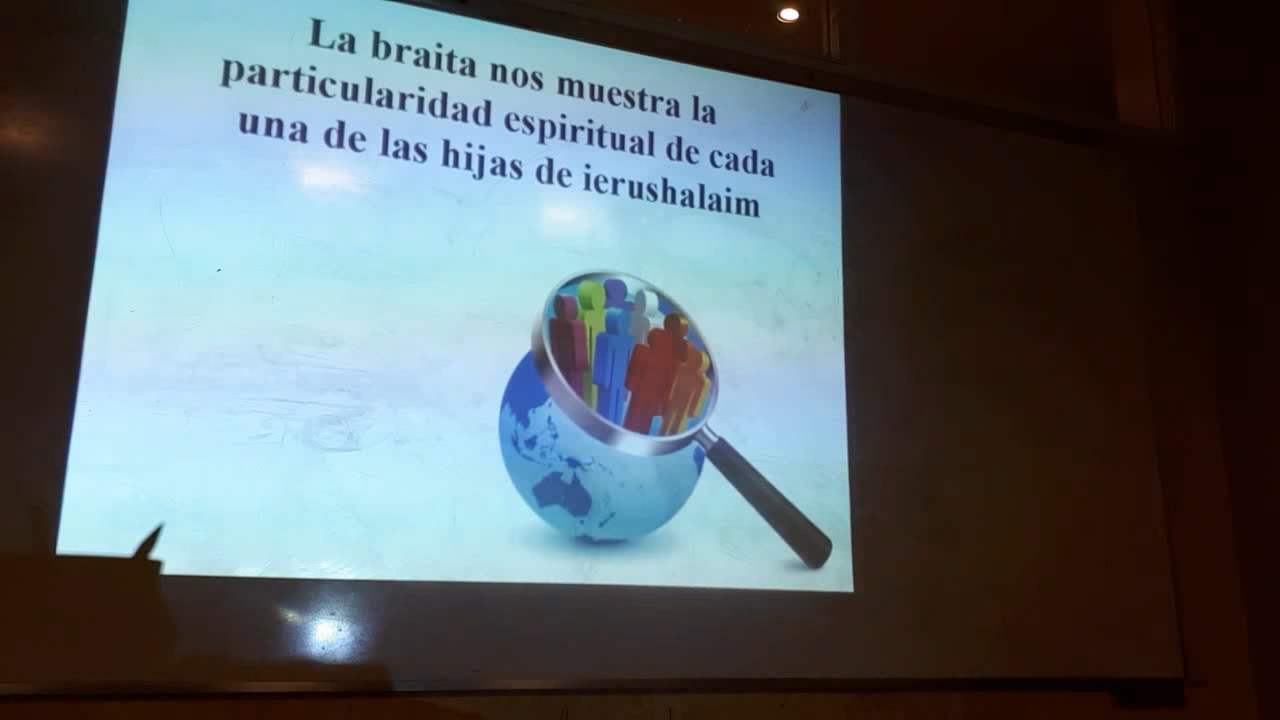 La braita nos muestra la
particularidad espiritual de cada
una de las hijas de ierushalaim